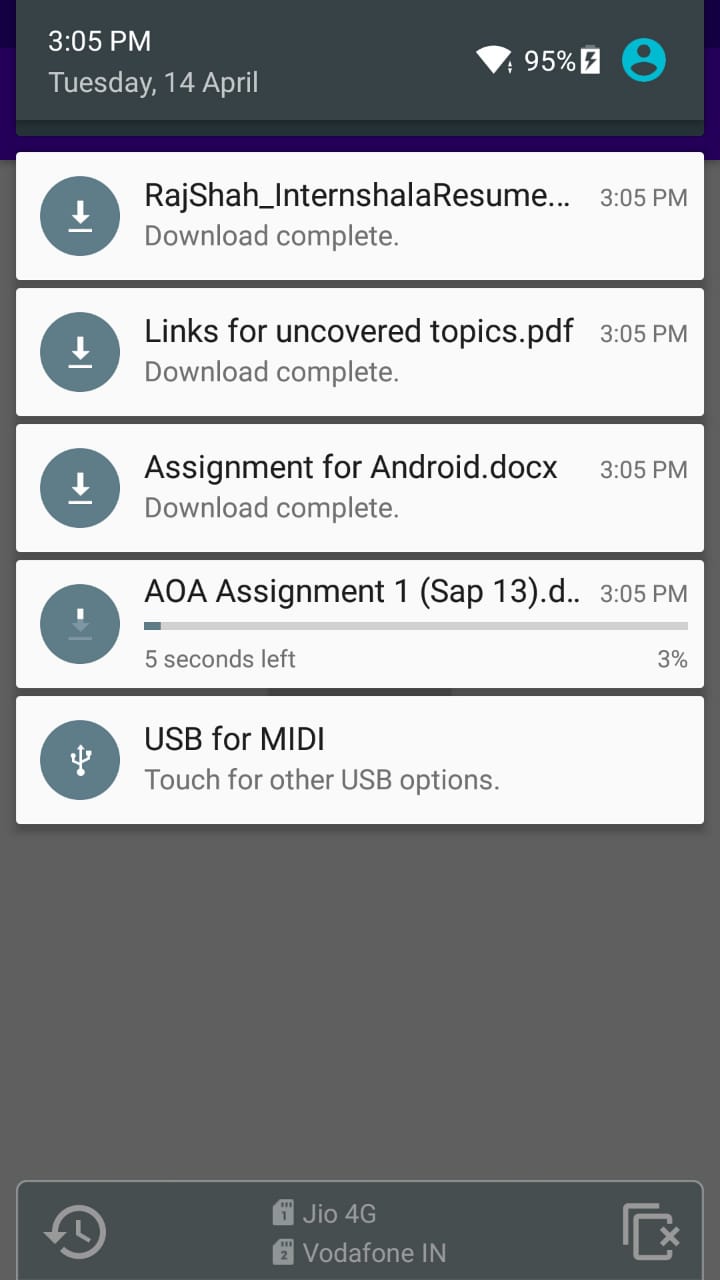 3:05 PM
95%
Tuesday, 14 April
RajShah_InternshalaResume...
3:05 PM
Download complete.
Links for uncovered topics.pdf
3:05 PM
Download complete.
Assignment for Android.docx
3:05 PM
Download complete.
AOA Assignment 1 (Sap 13).d..
3:05 PM
5 seconds left
3%
USB for MIDI
Touch for other USB options.
1 Jio 4G
2 Vodafone IN